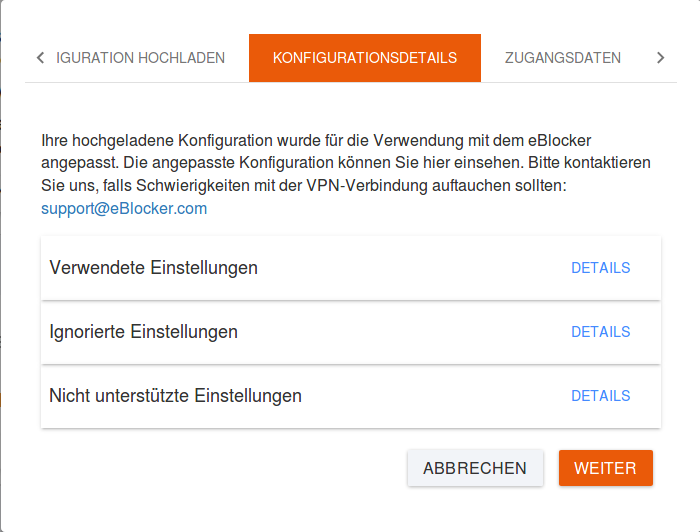 IGURATION HOCHLADEN
KONFIGURATIONSDETAILS
ZUGANGSDATEN
Ihre hochgeladene Konfiguration wurde für die Verwendung mit dem eBlocker
angepasst. Die angepasste Konfiguration können Sie hier einsehen. Bitte kontaktieren
Sie uns, falls Schwierigkeiten mit der VPN-Verbindung auftauchen sollten:
support@eBlocker.com
Verwendete Einstellungen DETAILS
Ignorierte Einstellungen DETAILS
Nicht unterstützte Einstellungen DETAILS
ABBRECHEN WEITER